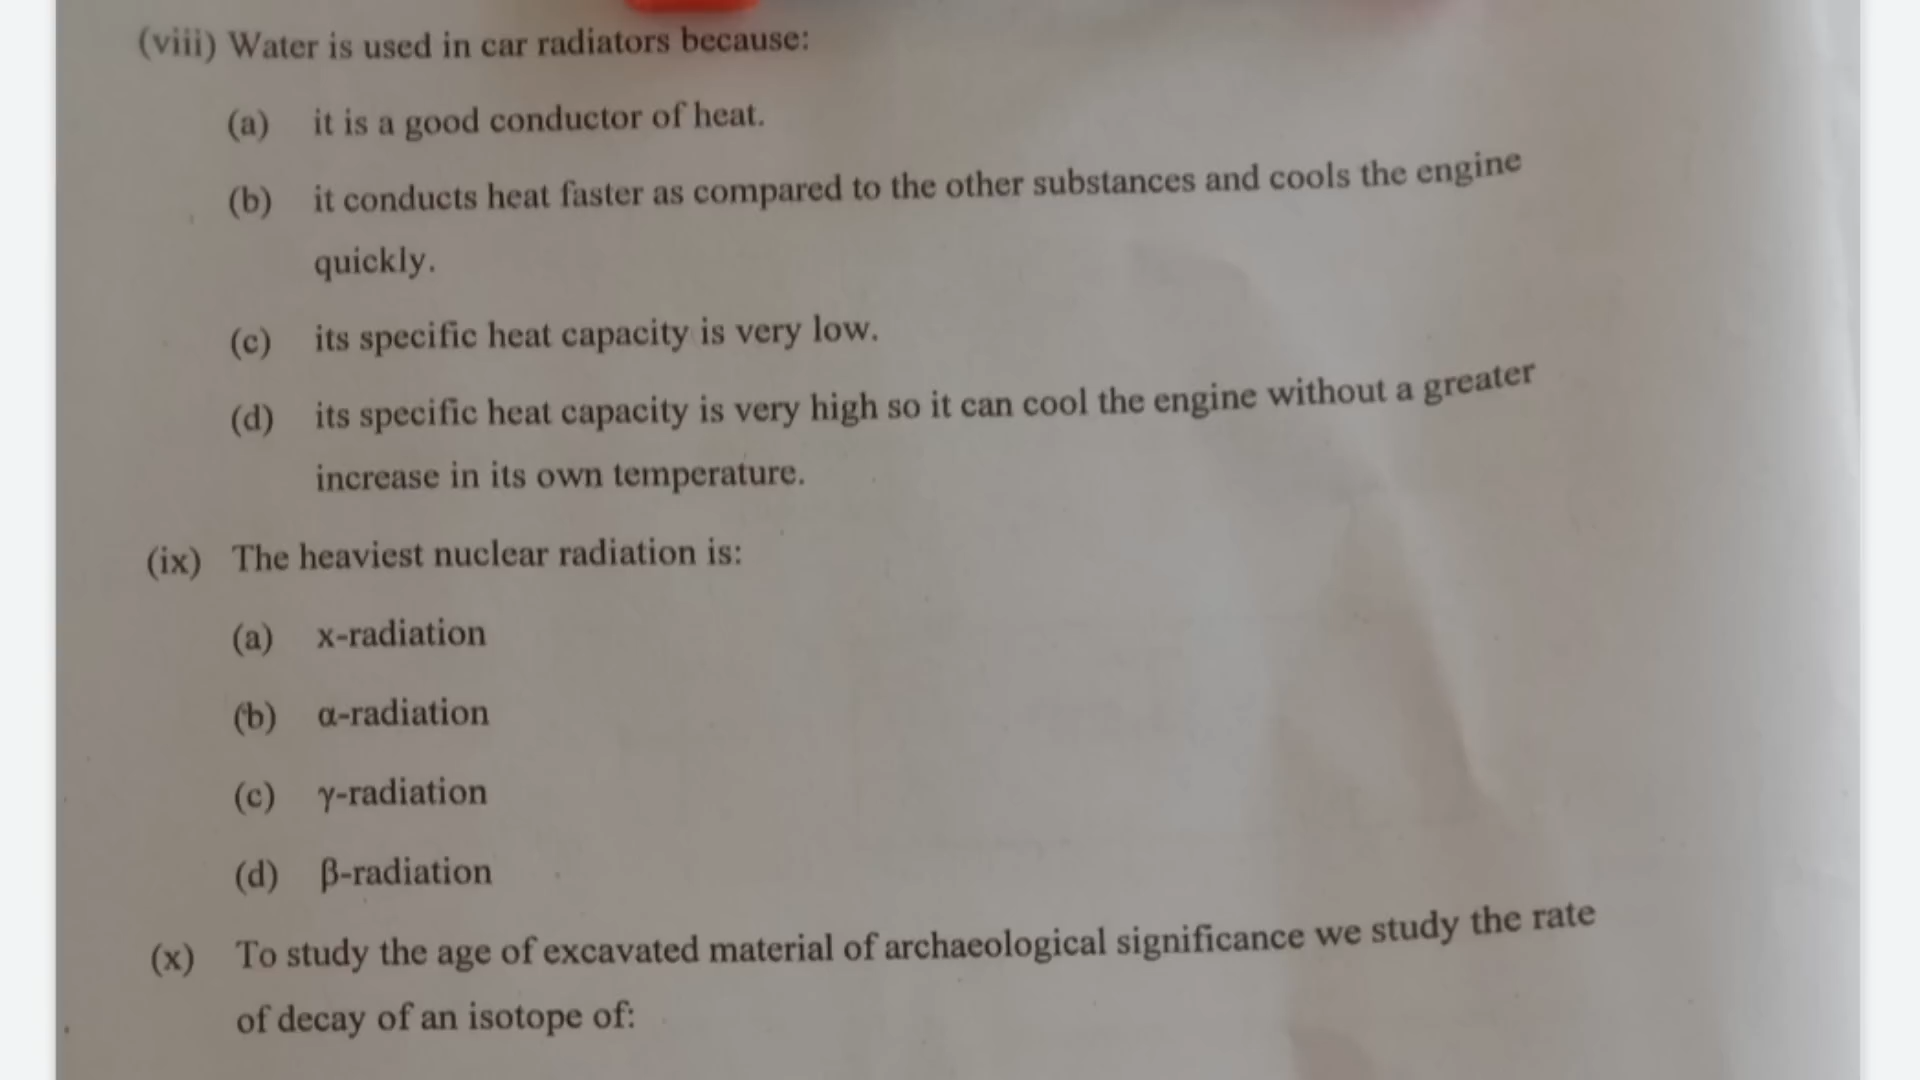 (viii) Water is used in car radiators because:
(a) it is a good conductor of heat.
(b) it conducts heat faster as compared to the other substances and cools the engine
quickly.
(c) its specific heat capacity is very low.
(d) its specific heat capacity is very high so it can cool the engine without a greater
increase in its own temperature.
(ix) The heaviest nuclear radiation is:
(a) x-radiation
(b) α-radiation
(c) γ-radiation
(d) β-radiation
(x) To study the age of excavated material of archaeological significance we study the rate
of decay of an isotope of: